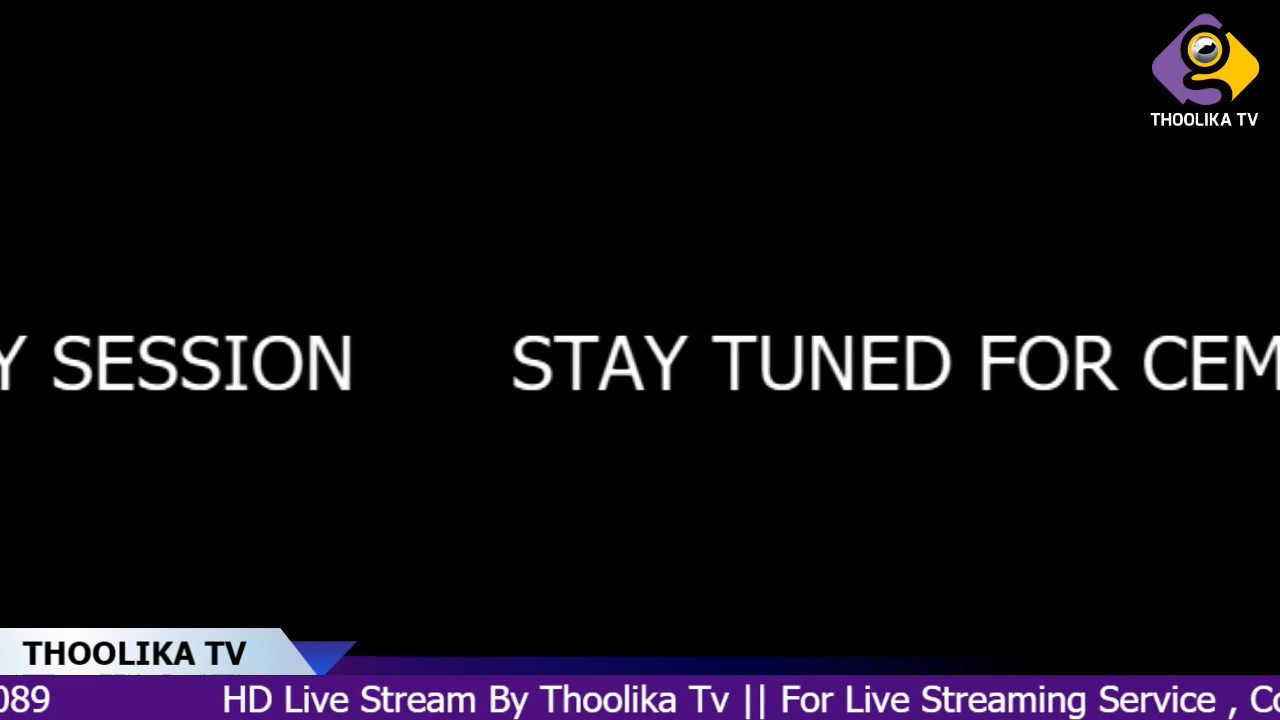 THOOLIKA TV
Y SESSION STAY TUNED FOR CEM
THOOLIKA TV
089 HD Live Stream By Thoolika Tv || For Live Streaming Service , Co